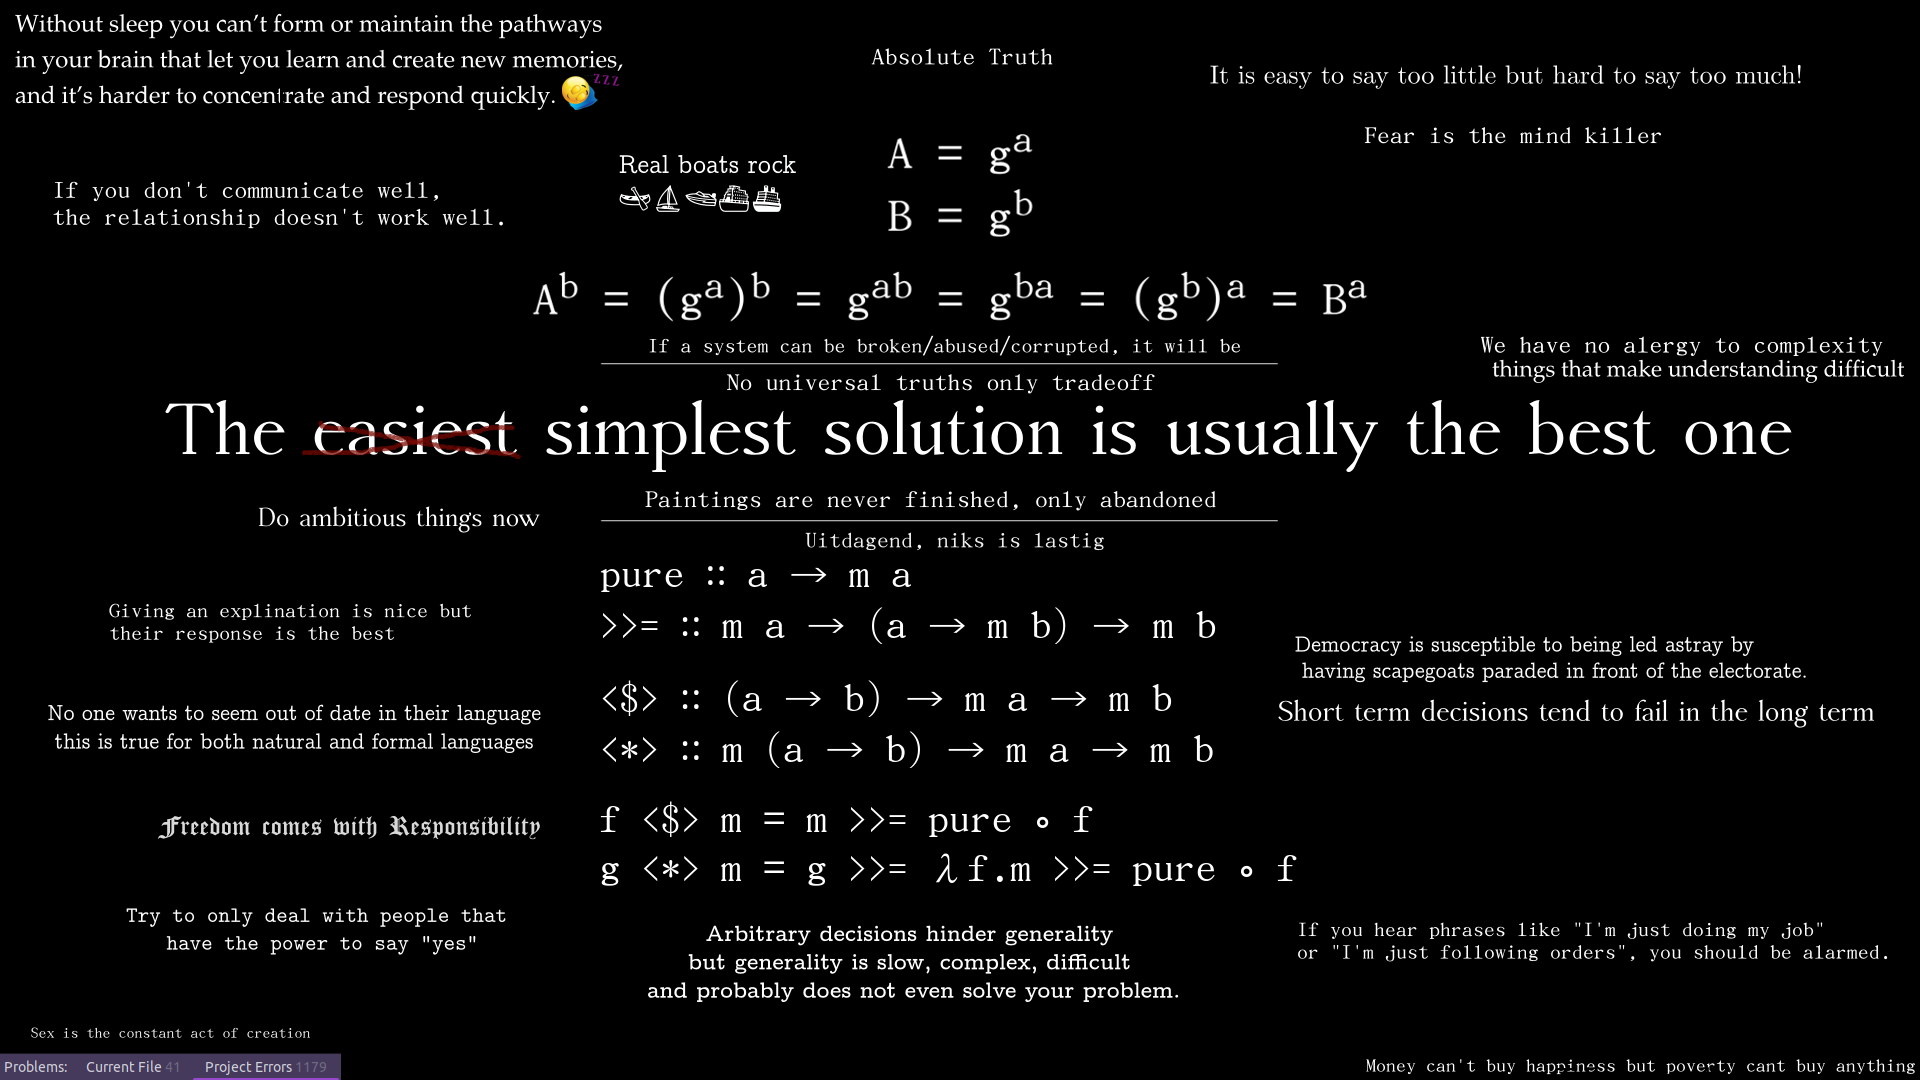 Without sleep you can’t form or maintain the pathways
in your brain that let you learn and create new memories,
and it’s harder to concentrate and respond quickly. 😴
zzz
Absolute Truth
It is easy to say too little but hard to say too much!
Fear is the mind killer
If you don't communicate well,
the relationship doesn't work well.
Real boats rock
A = gᵃ
B = gᵇ
Aᵇ = (gᵃ)ᵇ = gᵃᵇ = gᵇᵃ = (gᵇ)ᵃ = Bᵃ
If a system can be broken/abused/corrupted, it will be
No universal truths only tradeoff
We have no alergy to complexity
things that make understanding difficult
The easiest simplest solution is usually the best one
Do ambitious things now
Paintings are never finished, only abandoned
Uitdagend, niks is lastig
pure :: a → m a
>>= :: m a → (a → m b) → m b
<$> :: (a → b) → m a → m b
<*> :: m (a → b) → m a → m b
f <$> m = m >>= pure ∘ f
g <*> m = g >>= λf.m >>= pure ∘ f
Giving an explination is nice but
their response is the best
No one wants to seem out of date in their language
this is true for both natural and formal languages
Freedom comes with Responsibility
Try to only deal with people that
have the power to say "yes"
Democracy is susceptible to being led astray by
having scapegoats paraded in front of the electorate.
Short term decisions tend to fail in the long term
Arbitrary decisions hinder generality
but generality is slow, complex, difficult
and probably does not even solve your problem.
If you hear phrases like "I'm just doing my job"
or "I'm just following orders", you should be alarmed.
Sex is the constant act of creation
Problems: Current File 41 Project Errors 1179
Money can't buy happiness but poverty cant buy anything